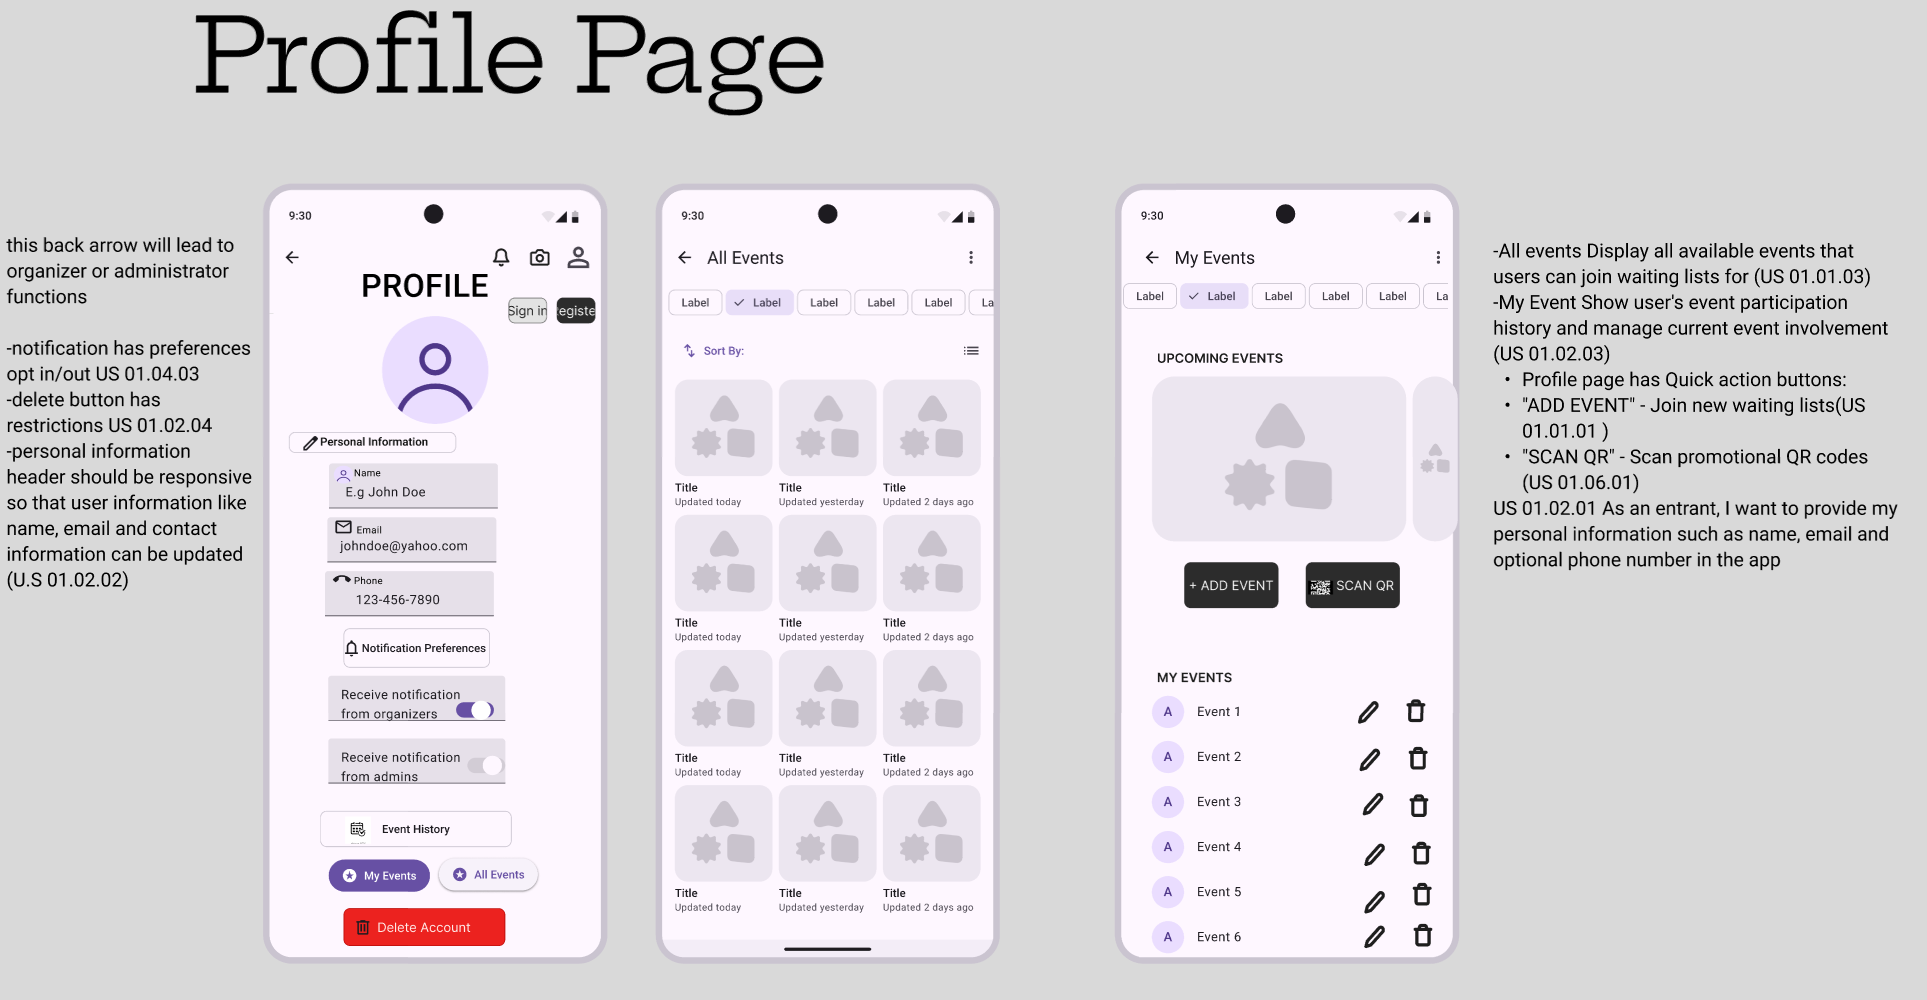 Profile Page
this back arrow will lead to
organizer or administrator
functions
-notification has preferences
opt in/out US 01.04.03
-delete button has
restrictions US 01.02.04
-personal information
header should be responsive
so that user information like
name, email and contact
information can be updated
(U.S 01.02.02)
9:30
PROFILE
Sign in
egiste
Personal Information
Name
E.g John Doe
Email
johndoe@yahoo.com
Phone
123-456-7890
Notification Preferences
Receive notification
from organizers
Receive notification
from admins
Event History
My Events
All Events
Delete Account
9:30
All Events
Label Label Label Label Label La
Sort By:
Title Title Title
Updated today Updated yesterday Updated 2 days ago
Title Title Title
Updated today Updated yesterday Updated 2 days ago
Title Title Title
Updated today Updated yesterday Updated 2 days ago
Title Title Title
Updated today Updated yesterday Updated 2 days ago
9:30
My Events
Label Label Label Label Label La
UPCOMING EVENTS
+ ADD EVENT
SCAN QR
MY EVENTS
A Event 1
A Event 2
A Event 3
A Event 4
A Event 5
A Event 6
-All events Display all available events that
users can join waiting lists for (US 01.01.03)
-My Event Show user's event participation
history and manage current event involvement
(US 01.02.03)
• Profile page has Quick action buttons:
• "ADD EVENT" - Join new waiting lists(US
01.01.01 )
• "SCAN QR" - Scan promotional QR codes
(US 01.06.01)
US 01.02.01 As an entrant, I want to provide my
personal information such as name, email and
optional phone number in the app